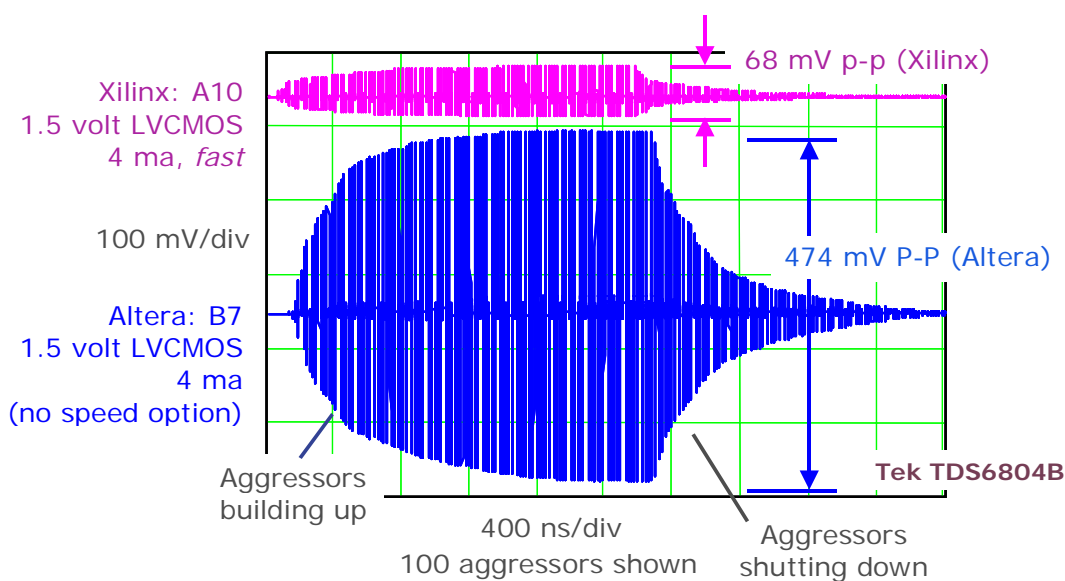 68 mV p-p (Xilinx)
Xilinx: A10
1.5 volt LVCMOS
4 ma, fast
100 mV/div
474 mV P-P (Altera)
Altera: B7
1.5 volt LVCMOS
4 ma
(no speed option)
Aggressors
building up
Tek TDS6804B
400 ns/div
100 aggressors shown
Aggressors
shutting down